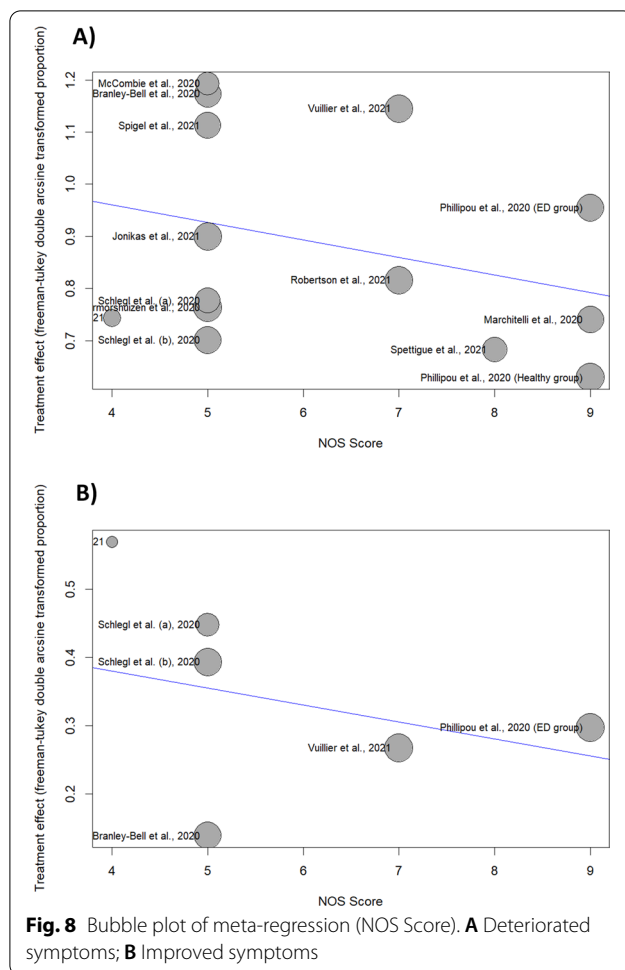 A)
Treatment effect (freeman-tukey double arcsine transformed proportion)
1.2
1.1
1.0
0.9
0.8
0.7
McCombie et al., 2020
Branley-Bell et al., 2020
Vuillier et al., 2021
Spigel et al., 2021
Phillipou et al., 2020 (ED group)
Jonikas et al., 2021
Robertson et al., 2021
Schlegl et al. (a), 2020
et al., 2020
21
Marchitelli et al., 2020
Schlegl et al. (b), 2020
Spettigue et al., 2021
Phillipou et al., 2020 (Healthy group)
4 5 6 7 8 9
NOS Score
B)
Treatment effect (freeman-tukey double arcsine transformed proportion)
0.5
0.4
0.3
0.2
21
Schlegl et al. (a), 2020
Schlegl et al. (b), 2020
Phillipou et al., 2020 (ED group)
Vuillier et al., 2021
Branley-Bell et al., 2020
4 5 6 7 8 9
NOS Score
Fig. 8 Bubble plot of meta-regression (NOS Score). A Deteriorated
symptoms; B Improved symptoms